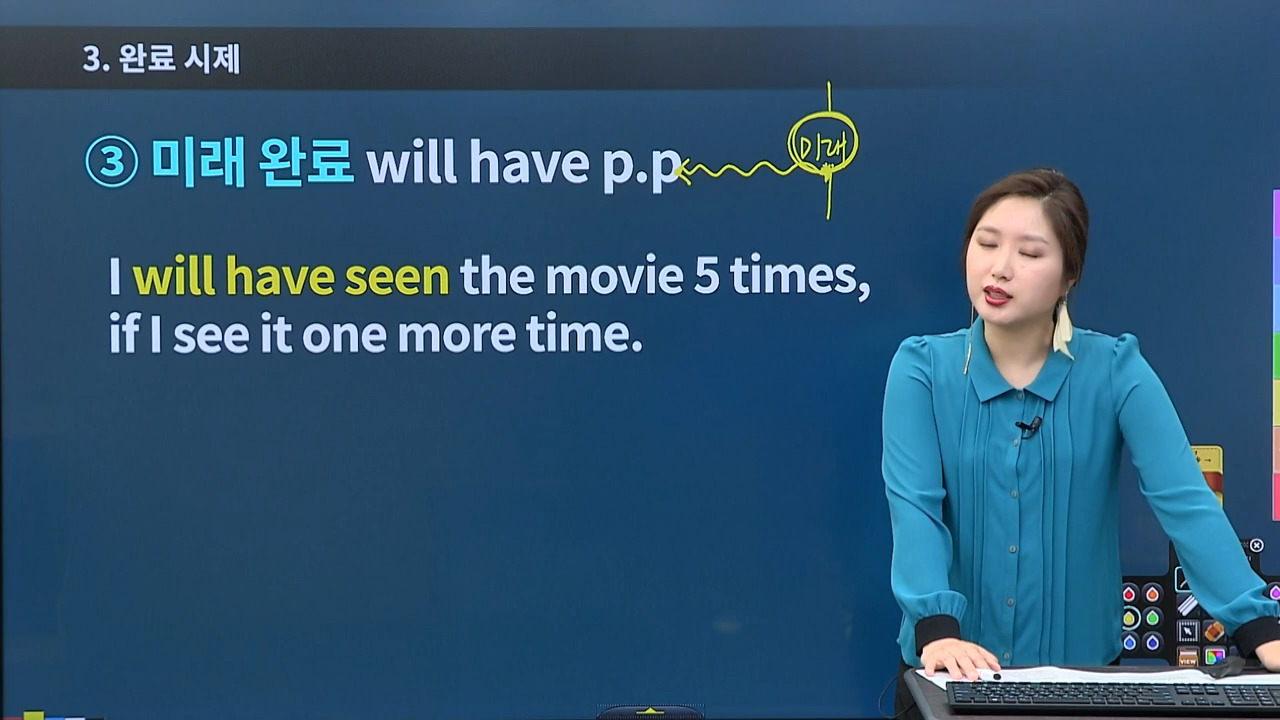 3. 완료 시제
③ 미래 완료 will have p.p
미래
I will have seen the movie 5 times,
if I see it one more time.
VIEW